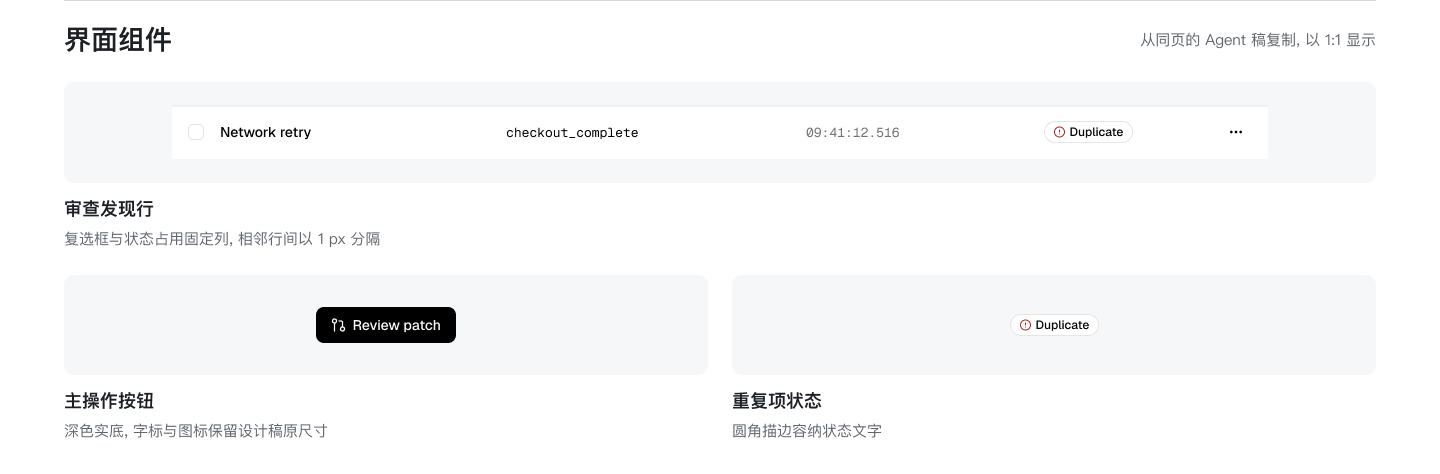 界面组件
从同页的 Agent 稿复制, 以 1:1 显示
Network retry checkout_complete 09:41:12.516 Duplicate
审查发现行
复选框与状态占用固定列, 相邻行间以 1 px 分隔
Review patch
Duplicate
主操作按钮
重复项状态
深色实底, 字标与图标保留设计稿原尺寸
圆角描边容纳状态文字